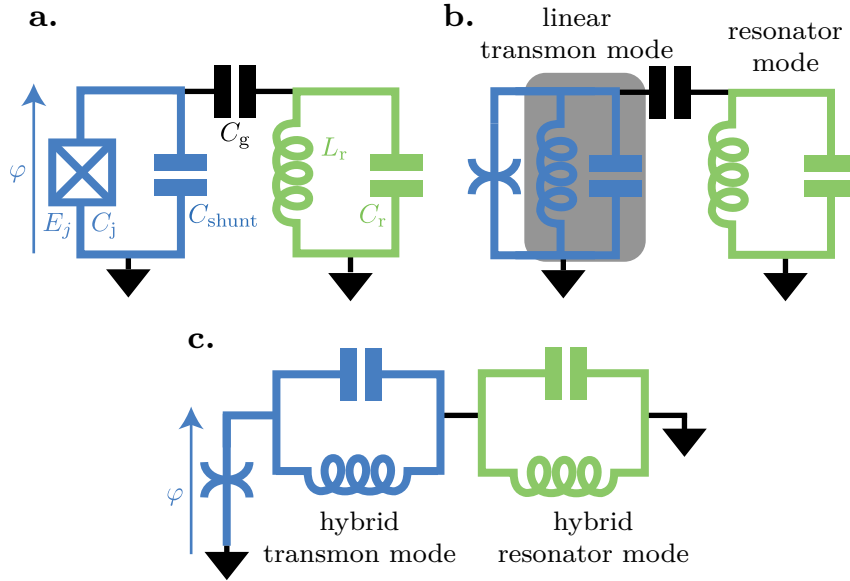 a.
φ
E_j
C_j
C_shunt
C_g
L_r
C_r
b.
linear
transmon mode
resonator
mode
c.
φ
hybrid
transmon mode
hybrid
resonator mode